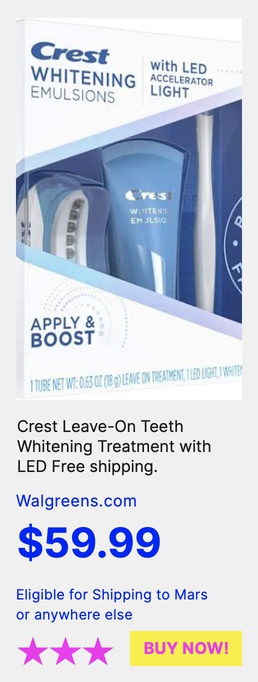 Crest
WHITENING
EMULSIONS
with LED
ACCELERATOR
LIGHT
Crest
WHITENING
EMULSIONS
APPLY &
BOOST
1 TUBE NET WT: 0.63 OZ (18 g) LEAVE-ON TREATMENT, 1 LED LIGHT, 1
Crest Leave-On Teeth
Whitening Treatment with
LED Free shipping.
Walgreens.com
$59.99
Eligible for Shipping to Mars
or anywhere else
BUY NOW!